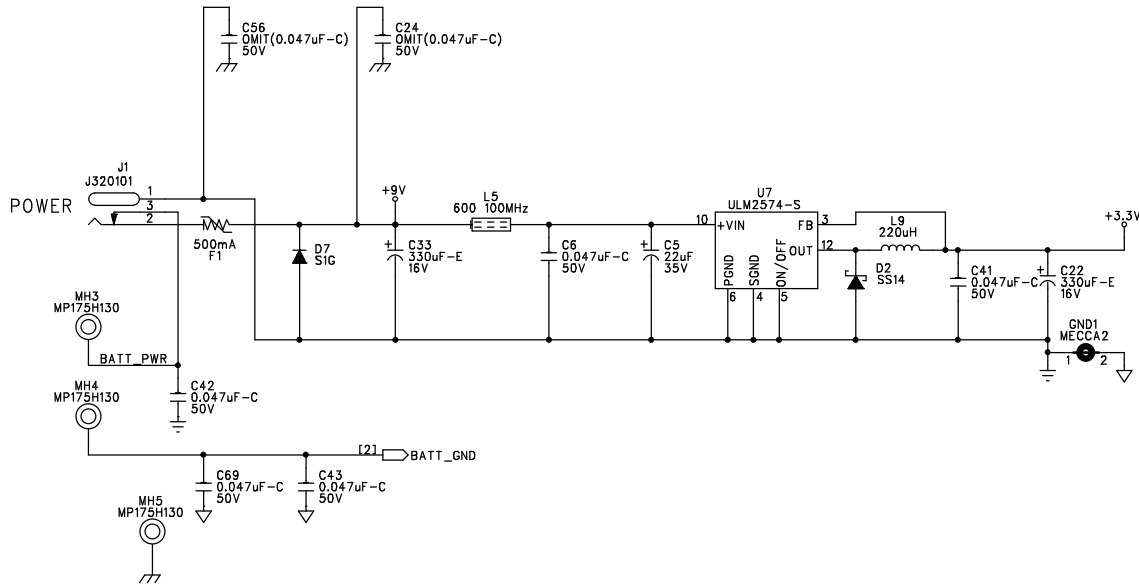 C56
OMIT(0.047uF-C)
50V
C24
OMIT(0.047uF-C)
50V
J1
J320101
POWER
1
3
2
500mA
F1
D7
S1G
+9V
C33
330uF-E
16V
+
L5
600 100MHz
C6
0.047uF-C
50V
+
C5
22uF
35V
U7
ULM2574-S
10
+VIN
FB
3
OUT
12
PGND
SGND
ON/OFF
6
4
5
L9
220uH
D2
SS14
C41
0.047uF-C
50V
+
C22
330uF-E
16V
+3.3V
GND1
MECCA2
1
2
MH3
MP175H130
BATT_PWR
C42
0.047uF-C
50V
MH4
MP175H130
[2]
BATT_GND
C69
0.047uF-C
50V
C43
0.047uF-C
50V
MH5
MP175H130